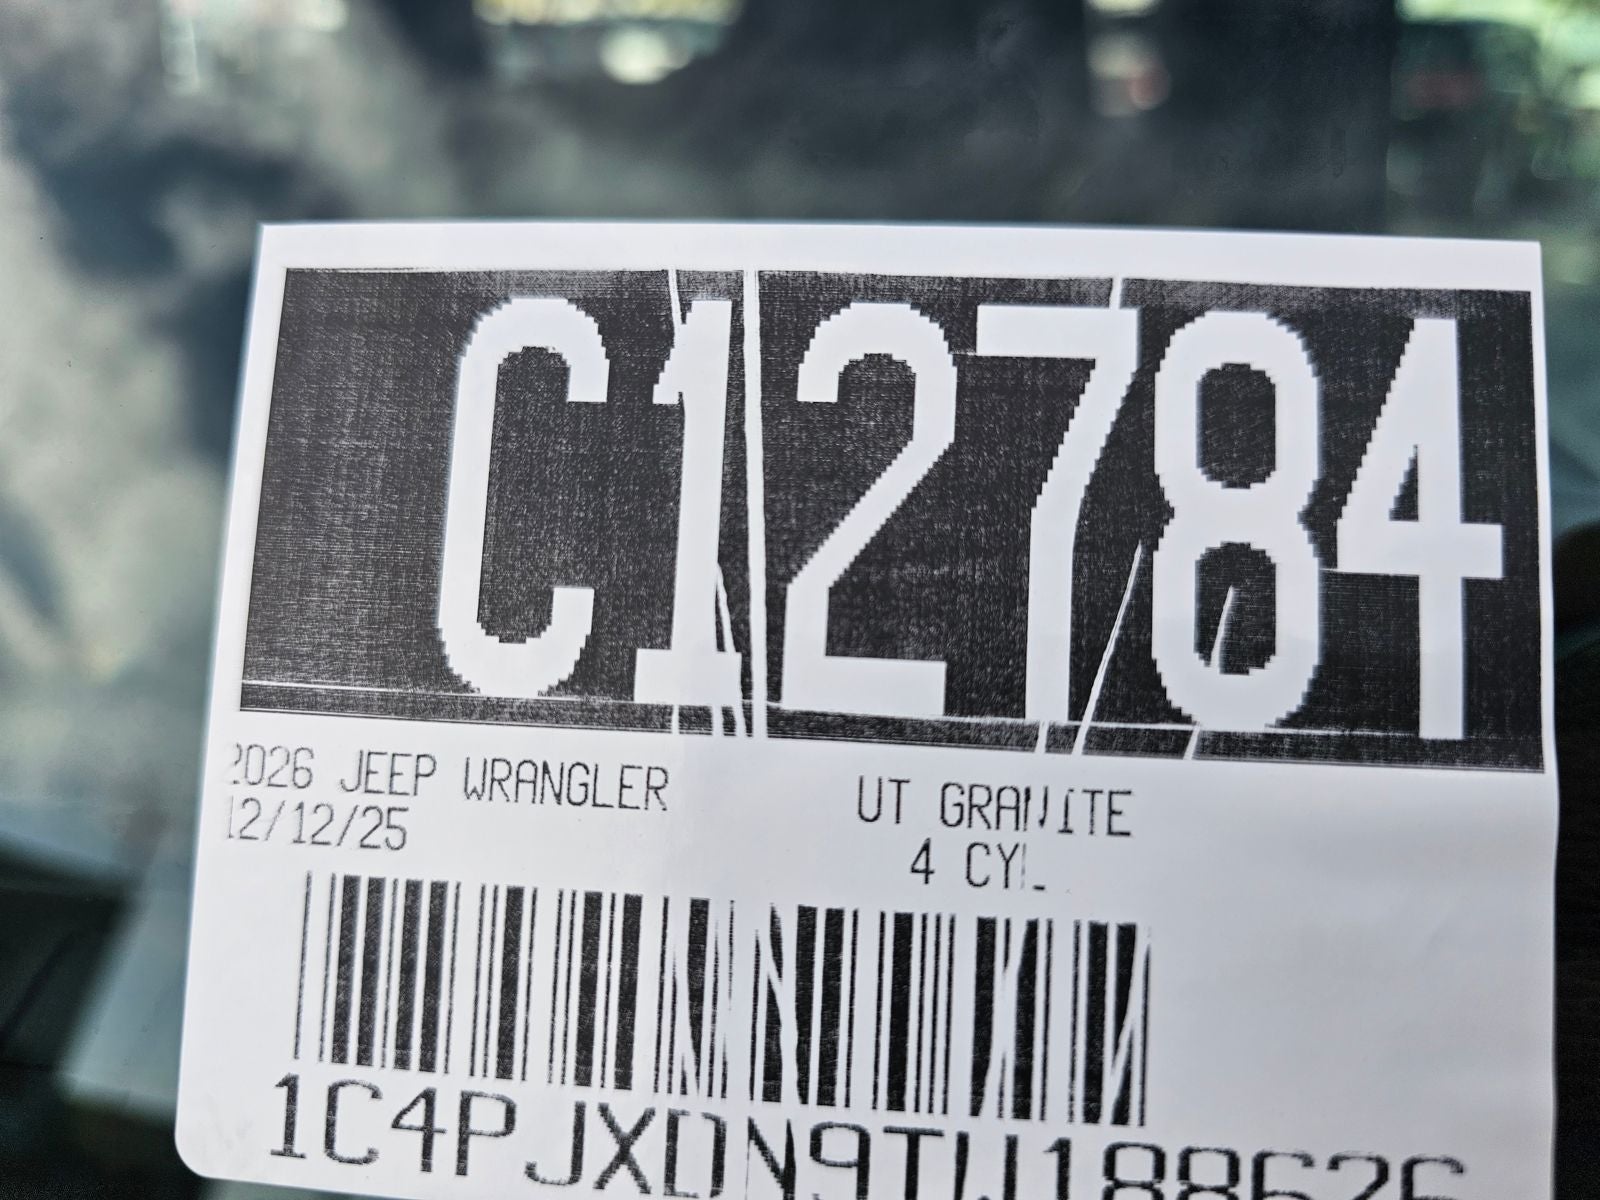 C12784
2026 JEEP WRANGLER UT GRANITE
12/12/25 4 CYL
1C4PJXDN9TW188626